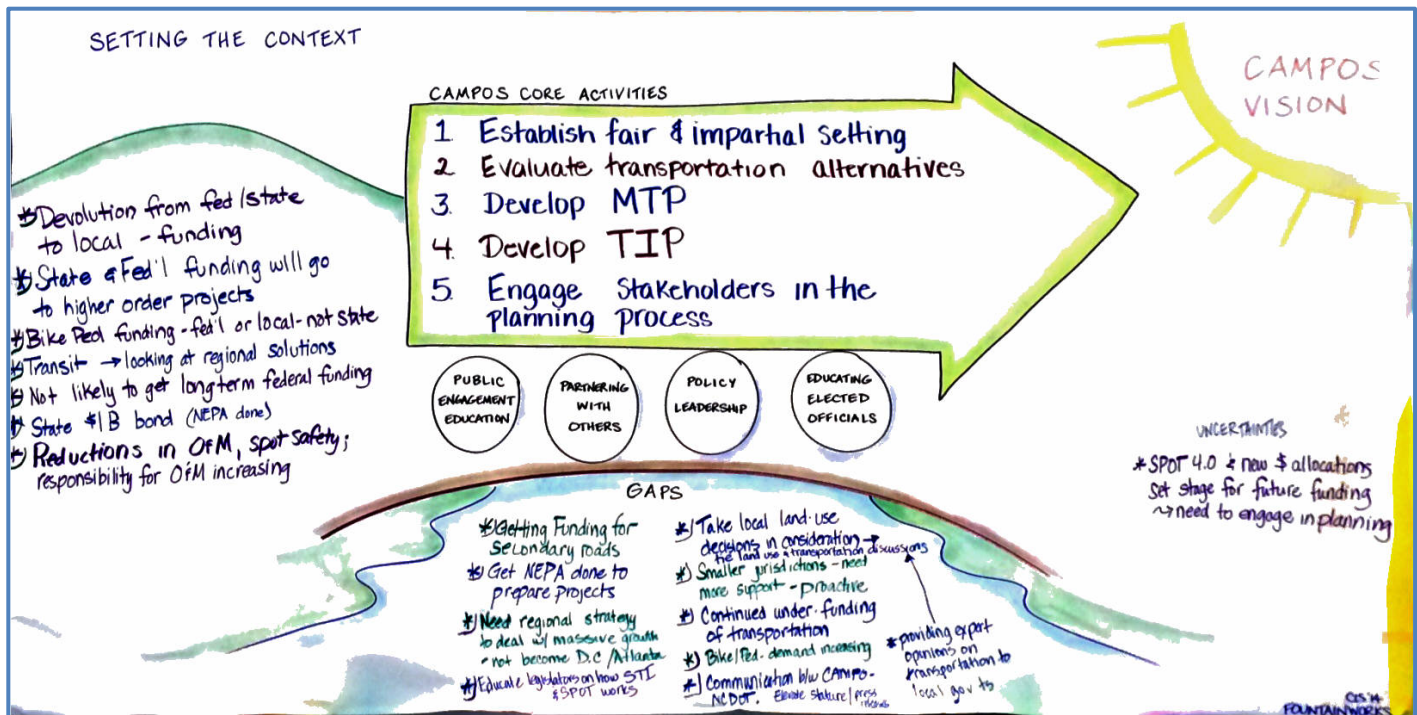 SETTING THE CONTEXT
CAMPOS CORE ACTIVITIES
1. Establish fair & impartial setting
2 Evaluate transportation alternatives
3. Develop MTP
4. Develop TIP
5. Engage Stakeholders in the
planning process
CAMPOS
VISION
* Devolution from fed/state
to local - funding
* State & Fed'l funding will go
to higher order projects
* Bike Ped funding - fed'l or local - not state
* Transit → looking at regional solutions
* Not likely to get longterm federal funding
* State $1B bond (NEPA done)
* Reductions in O&M, spot safety;
responsibility for O&M increasing
PUBLIC
ENGAGEMENT
EDUCATION
PARTNERING
WITH
OTHERS
POLICY
LEADERSHIP
EDUCATING
ELECTED
OFFICIALS
GAPS
* Getting Funding for
secondary roads
* Get NEPA done to
prepare projects
* Need regional strategy
to deal w/ massive growth
- not become D.C/Atlanta
* Educate legislators on how STI
& SPOT works
* Take local land-use
decisions in consideration →
tie land use & transportation discussions
* Smaller jurisdictions - need
more support - proactive
* Continued under-funding
of transportation
* Bike/Ped- demand increasing
* Communication b/w CAMPO-
NCDOT. Elevate stature/press
releases
* providing expert
opinions on
transportation to
local gov'ts
UNCERTAINTIES
* SPOT 4.0 & new $ allocations
Set stage for future funding
→ need to engage in planning
FOUNTAINWORKS